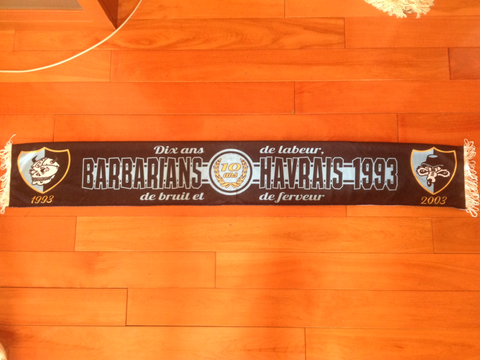 Dix ans de labeur,
BARBARIANS 10 ans HAVRAIS 1993
de bruit et de ferveur
1993 2003